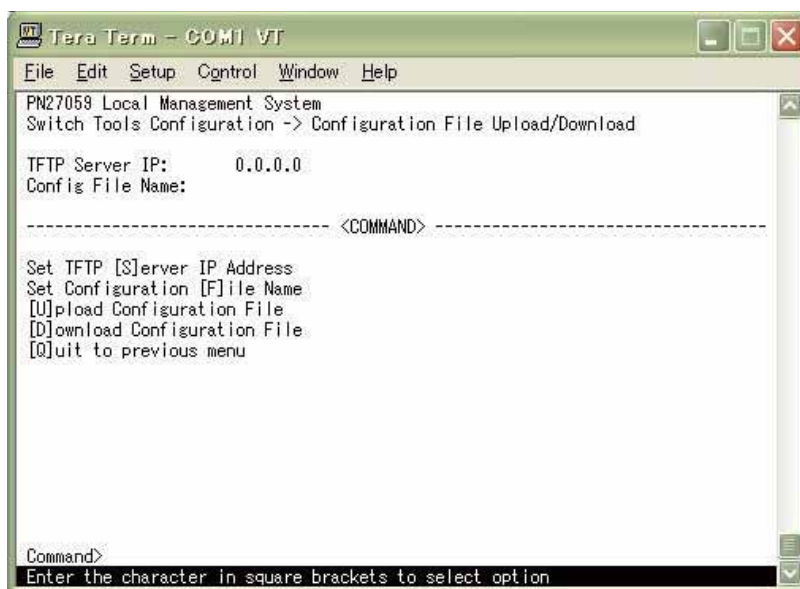 Tera Term - COM1 VT
File Edit Setup Control Window Help
PN27059 Local Management System
Switch Tools Configuration -> Configuration File Upload/Download
TFTP Server IP: 0.0.0.0
Config File Name:
-------------------------------- <COMMAND> -----------------------------------
Set TFTP [S]erver IP Address
Set Configuration [F]ile Name
[U]pload Configuration File
[D]ownload Configuration File
[Q]uit to previous menu
Command>
Enter the character in square brackets to select option